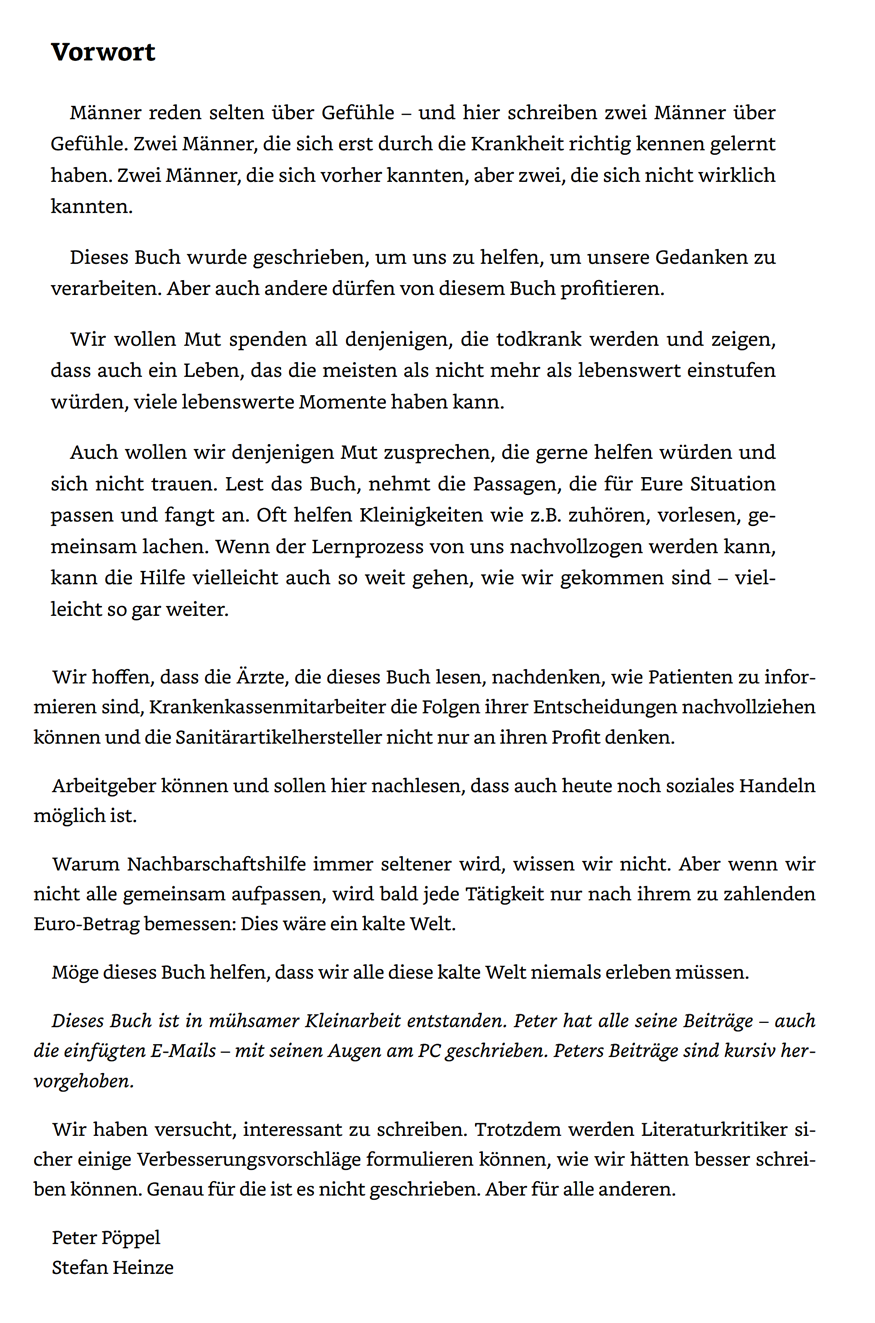 Vorwort
Männer reden selten über Gefühle – und hier schreiben zwei Männer über
Gefühle. Zwei Männer, die sich erst durch die Krankheit richtig kennen gelernt
haben. Zwei Männer, die sich vorher kannten, aber zwei, die sich nicht wirklich
kannten.
Dieses Buch wurde geschrieben, um uns zu helfen, um unsere Gedanken zu
verarbeiten. Aber auch andere dürfen von diesem Buch profitieren.
Wir wollen Mut spenden all denjenigen, die todkrank werden und zeigen,
dass auch ein Leben, das die meisten als nicht mehr als lebenswert einstufen
würden, viele lebenswerte Momente haben kann.
Auch wollen wir denjenigen Mut zusprechen, die gerne helfen würden und
sich nicht trauen. Lest das Buch, nehmt die Passagen, die für Eure Situation
passen und fangt an. Oft helfen Kleinigkeiten wie z.B. zuhören, vorlesen, ge-
meinsam lachen. Wenn der Lernprozess von uns nachvollzogen werden kann,
kann die Hilfe vielleicht auch so weit gehen, wie wir gekommen sind – viel-
leicht so gar weiter.
Wir hoffen, dass die Ärzte, die dieses Buch lesen, nachdenken, wie Patienten zu infor-
mieren sind, Krankenkassenmitarbeiter die Folgen ihrer Entscheidungen nachvollziehen
können und die Sanitärartikelhersteller nicht nur an ihren Profit denken.
Arbeitgeber können und sollen hier nachlesen, dass auch heute noch soziales Handeln
möglich ist.
Warum Nachbarschaftshilfe immer seltener wird, wissen wir nicht. Aber wenn wir
nicht alle gemeinsam aufpassen, wird bald jede Tätigkeit nur nach ihrem zu zahlenden
Euro-Betrag bemessen: Dies wäre ein kalte Welt.
Möge dieses Buch helfen, dass wir alle diese kalte Welt niemals erleben müssen.
Dieses Buch ist in mühsamer Kleinarbeit entstanden. Peter hat alle seine Beiträge – auch
die einfügten E-Mails – mit seinen Augen am PC geschrieben. Peters Beiträge sind kursiv her-
vorgehoben.
Wir haben versucht, interessant zu schreiben. Trotzdem werden Literaturkritiker si-
cher einige Verbesserungsvorschläge formulieren können, wie wir hätten besser schrei-
ben können. Genau für die ist es nicht geschrieben. Aber für alle anderen.
Peter Pöppel
Stefan Heinze